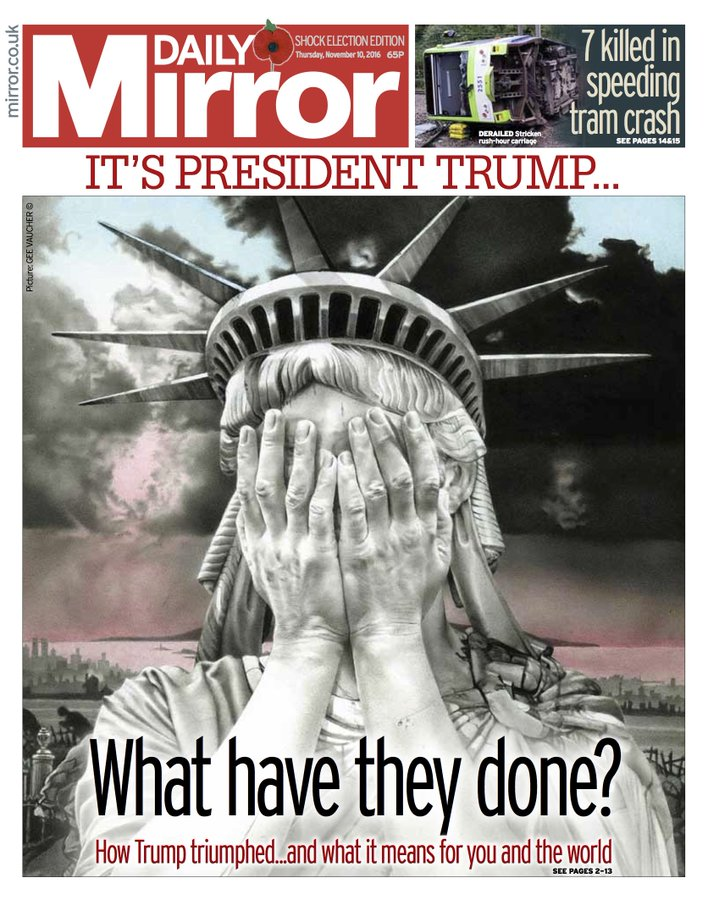 mirror.co.uk
DAILY
Mirror
SHOCK ELECTION EDITION
Thursday, November 10, 2016 65P
7 killed in
speeding
tram crash
SEE PAGES 14&15
2551
DERAILED Stricken
rush-hour carriage
IT'S PRESIDENT TRUMP...
Picture: GEE VAUCHER ©
What have they done?
How Trump triumphed...and what it means for you and the world
SEE PAGES 2-13